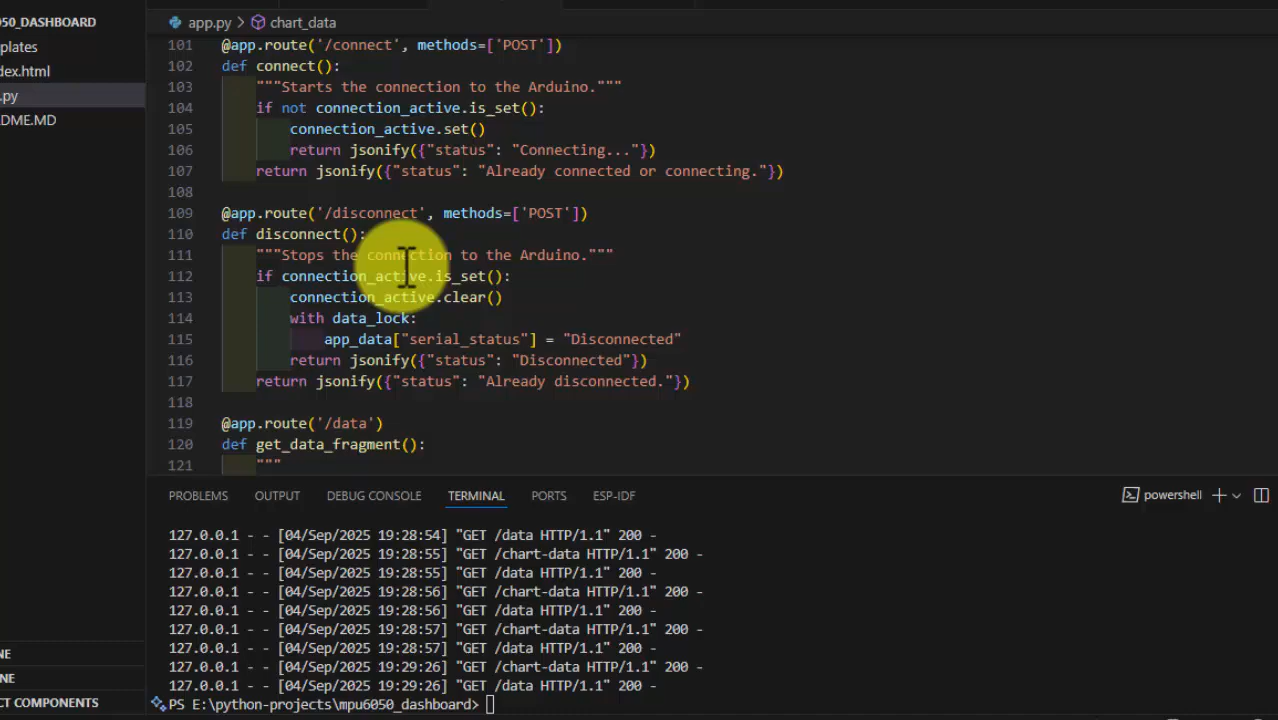 050_DASHBOARD
plates
dex.html
.py
DME.MD
NE
NE
CT COMPONENTS
app.py > chart_data
101 @app.route('/connect', methods=['POST'])
102 def connect():
103 """Starts the connection to the Arduino."""
104 if not connection_active.is_set():
105 connection_active.set()
106 return jsonify({"status": "Connecting..."})
107 return jsonify({"status": "Already connected or connecting."})
108
109 @app.route('/disconnect', methods=['POST'])
110 def disconnect():
111 """Stops the connection to the Arduino."""
112 if connection_active.is_set():
113 connection_active.clear()
114 with data_lock:
115 app_data["serial_status"] = "Disconnected"
116 return jsonify({"status": "Disconnected"})
117 return jsonify({"status": "Already disconnected."})
118
119 @app.route('/data')
120 def get_data_fragment():
121 """
PROBLEMS OUTPUT DEBUG CONSOLE TERMINAL PORTS ESP-IDF powershell
127.0.0.1 - - [04/Sep/2025 19:28:54] "GET /data HTTP/1.1" 200 -
127.0.0.1 - - [04/Sep/2025 19:28:55] "GET /chart-data HTTP/1.1" 200 -
127.0.0.1 - - [04/Sep/2025 19:28:55] "GET /data HTTP/1.1" 200 -
127.0.0.1 - - [04/Sep/2025 19:28:56] "GET /chart-data HTTP/1.1" 200 -
127.0.0.1 - - [04/Sep/2025 19:28:56] "GET /data HTTP/1.1" 200 -
127.0.0.1 - - [04/Sep/2025 19:28:57] "GET /chart-data HTTP/1.1" 200 -
127.0.0.1 - - [04/Sep/2025 19:28:57] "GET /data HTTP/1.1" 200 -
127.0.0.1 - - [04/Sep/2025 19:29:26] "GET /chart-data HTTP/1.1" 200 -
127.0.0.1 - - [04/Sep/2025 19:29:26] "GET /data HTTP/1.1" 200 -
PS E:\python-projects\mpu6050_dashboard>